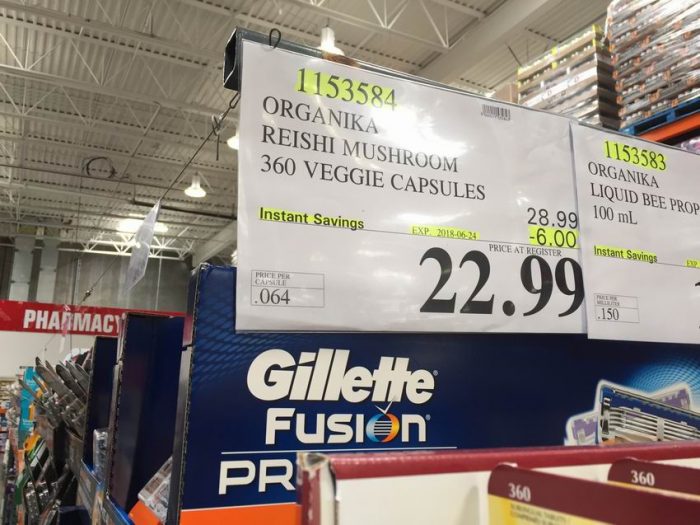 1153584
ORGANIKA
REISHI MUSHROOM
360 VEGGIE CAPSULES
28.99
Instant Savings EXP. 2018-06-24 -6.00
PRICE AT REGISTER
PRICE PER
CAPSULE
.064
22.99
1153583
ORGANIKA
LIQUID BEE PROP
100 mL
Instant Savings EXP
PRICE PER
MILLILITER
.150
PHARMACY
Gillette
FUSION
PR
360
360